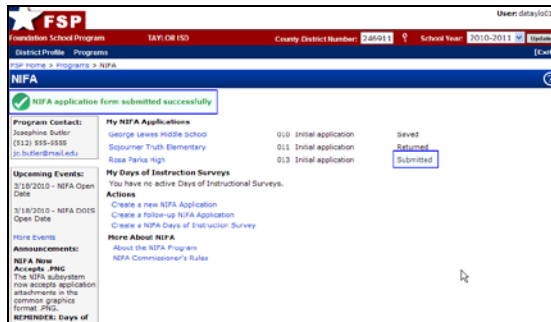 User: dataylo01
FSP
Foundation School Program TAYLOR ISD County District Number: 246911 School Year: 2010-2011 Update
District Profile Programs [Exit
FSP Home > Programs > NIFA
NIFA
NIFA application form submitted successfully
Program Contact:
Josephine Butler
(512) 555-5555
jc.butler@mail.edu
My NIFA Applications
George Lewes Middle School 010 Initial application Saved
Sojourner Truth Elementary 011 Initial application Returned
Rosa Parks High 013 Initial application Submitted
My Days of Instruction Surveys
You have no active Days of Instructional Surveys.
Actions
Create a new NIFA Application
Create a follow-up NIFA Application
Create a NIFA Days of Instruction Survey
More About NIFA
About the NIFA Program
NIFA Commissioner's Rules
Upcoming Events:
3/18/2010 - NIFA Open
Date
3/18/2010 - NIFA DOIS
Open Date
More Events
Announcements:
NIFA Now
Accepts .PNG
The NIFA subsystem
now accepts application
attachments in the
common graphics
format .PNG.
REMINDER: Days of